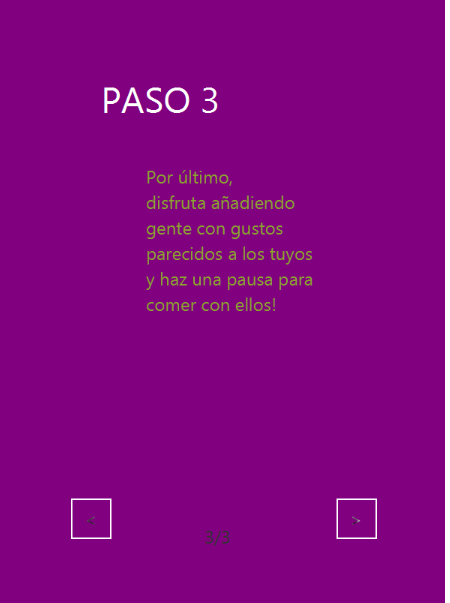 PASO 3
Por último,
disfruta añadiendo
gente con gustos
parecidos a los tuyos
y haz una pausa para
comer con ellos!
<
>
3/3